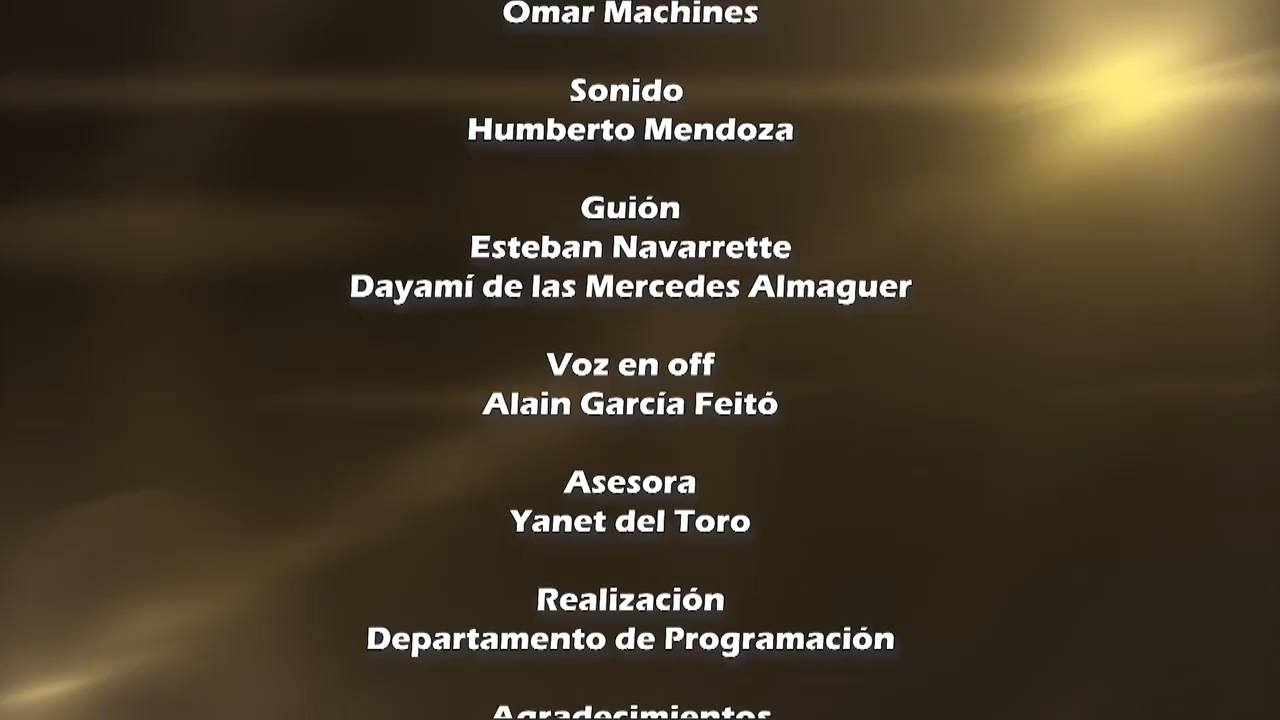 Omar Machines
Sonido
Humberto Mendoza
Guión
Esteban Navarrette
Dayamí de las Mercedes Almaguer
Voz en off
Alain García Feitó
Asesora
Yanet del Toro
Realización
Departamento de Programación
Agradecimientos